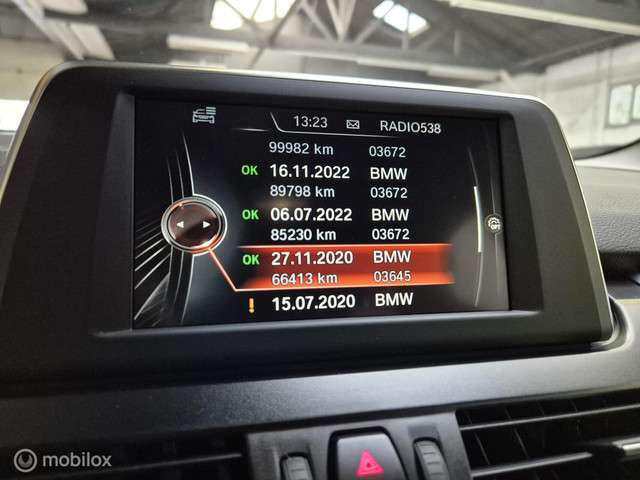 13:23 RADIO538
99982 km 03672
OK 16.11.2022 BMW
89798 km 03672
OK 06.07.2022 BMW
85230 km 03672
OK 27.11.2020 BMW
66413 km 03645
! 15.07.2020 BMW
mobilox